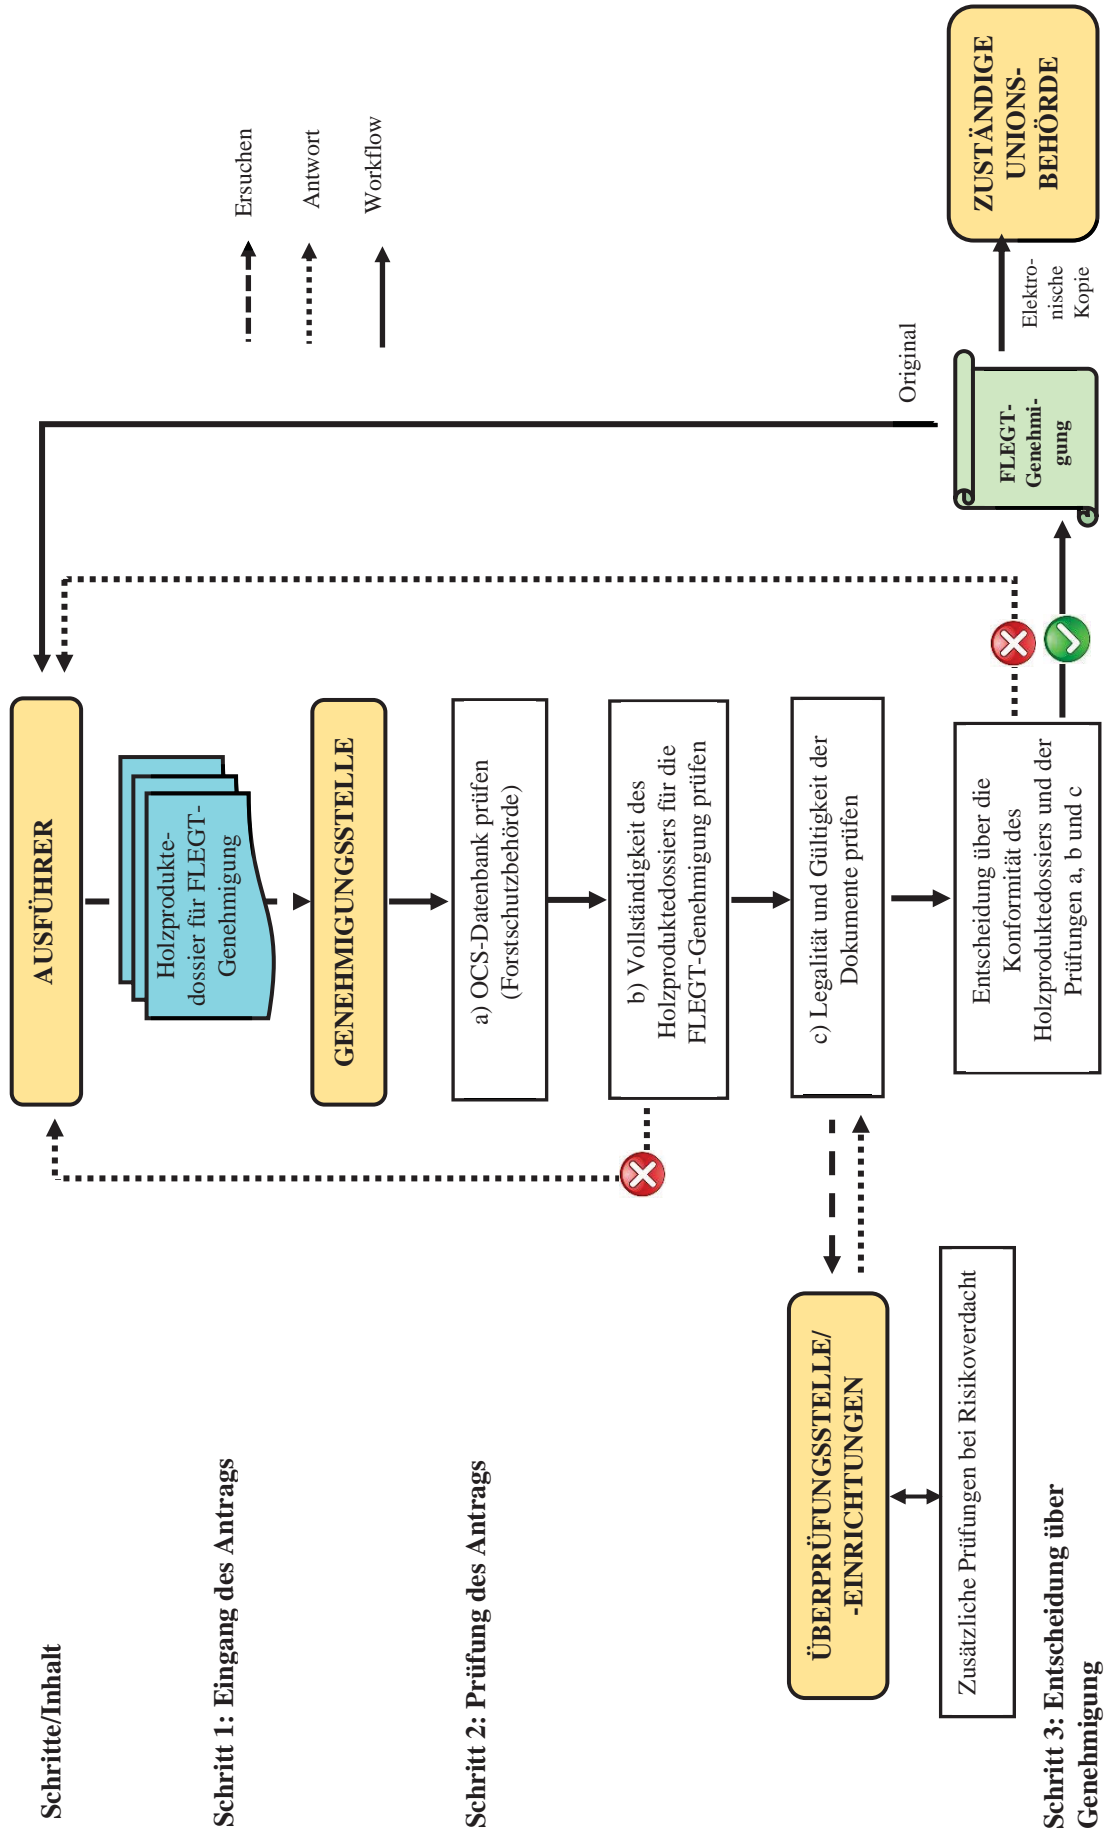 Schritte/Inhalt
AUSFÜHRER
Ersuchen
Antwort
Workflow
Schritt 1: Eingang des Antrags
Holzprodukte-
dossier für FLEGT-
Genehmigung
GENEHMIGUNGSSTELLE
Schritt 2: Prüfung des Antrags
a) OCS-Datenbank prüfen
(Forstschutzbehörde)
b) Vollständigkeit des
Holzproduktedossiers für die
FLEGT-Genehmigung prüfen
c) Legalität und Gültigkeit der
Dokumente prüfen
ÜBERPRÜFUNGSSTELLE/
-EINRICHTUNGEN
Zusätzliche Prüfungen bei Risikoverdacht
Schritt 3: Entscheidung über
Genehmigung
Entscheidung über die
Konformität des
Holzproduktedossiers und der
Prüfungen a, b und c
Original
FLEGT-
Genehmi-
gung
Elektro-
nische
Kopie
ZUSTÄNDIGE
UNIONS-
BEHÖRDE